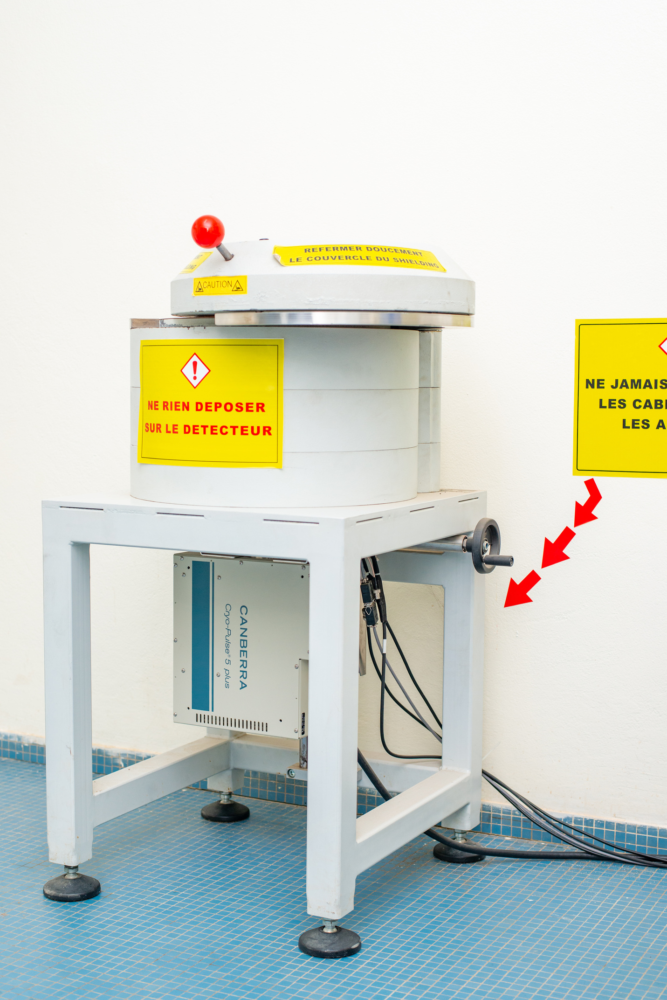 REFERMER DOUCEMENT
LE COUVERCLE DU SHIELDING
CAUTION
!
NE RIEN DEPOSER
SUR LE DETECTEUR
NE JAMAIS
LES CAB
LES A
CANBERRA
Cryo-Pulse® 5 plus